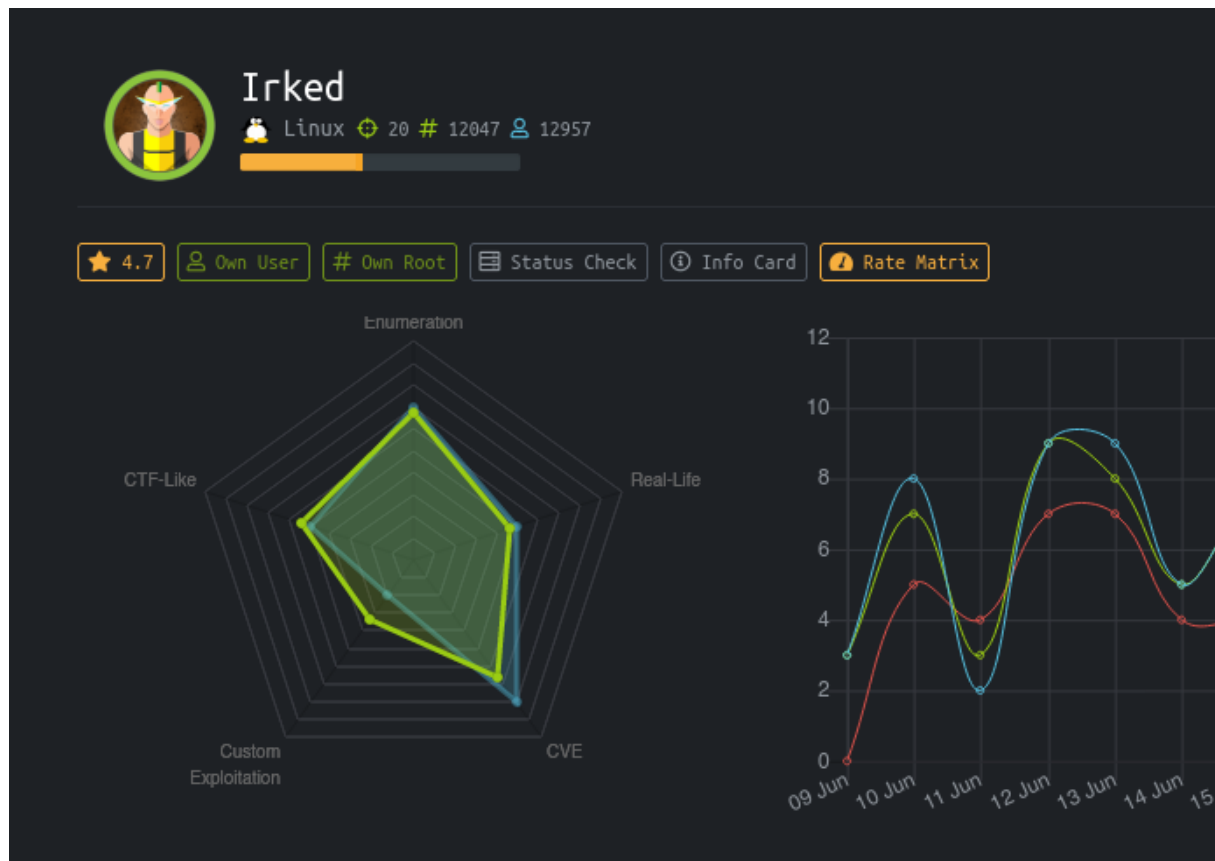 Irked
Linux 20 # 12047 12957
4.7 Own User # Own Root Status Check Info Card Rate Matrix
Enumeration
CTF-Like
Real-Life
Custom
Exploitation
CVE
12
10
8
6
4
2
0
09 Jun 10 Jun 11 Jun 12 Jun 13 Jun 14 Jun 15